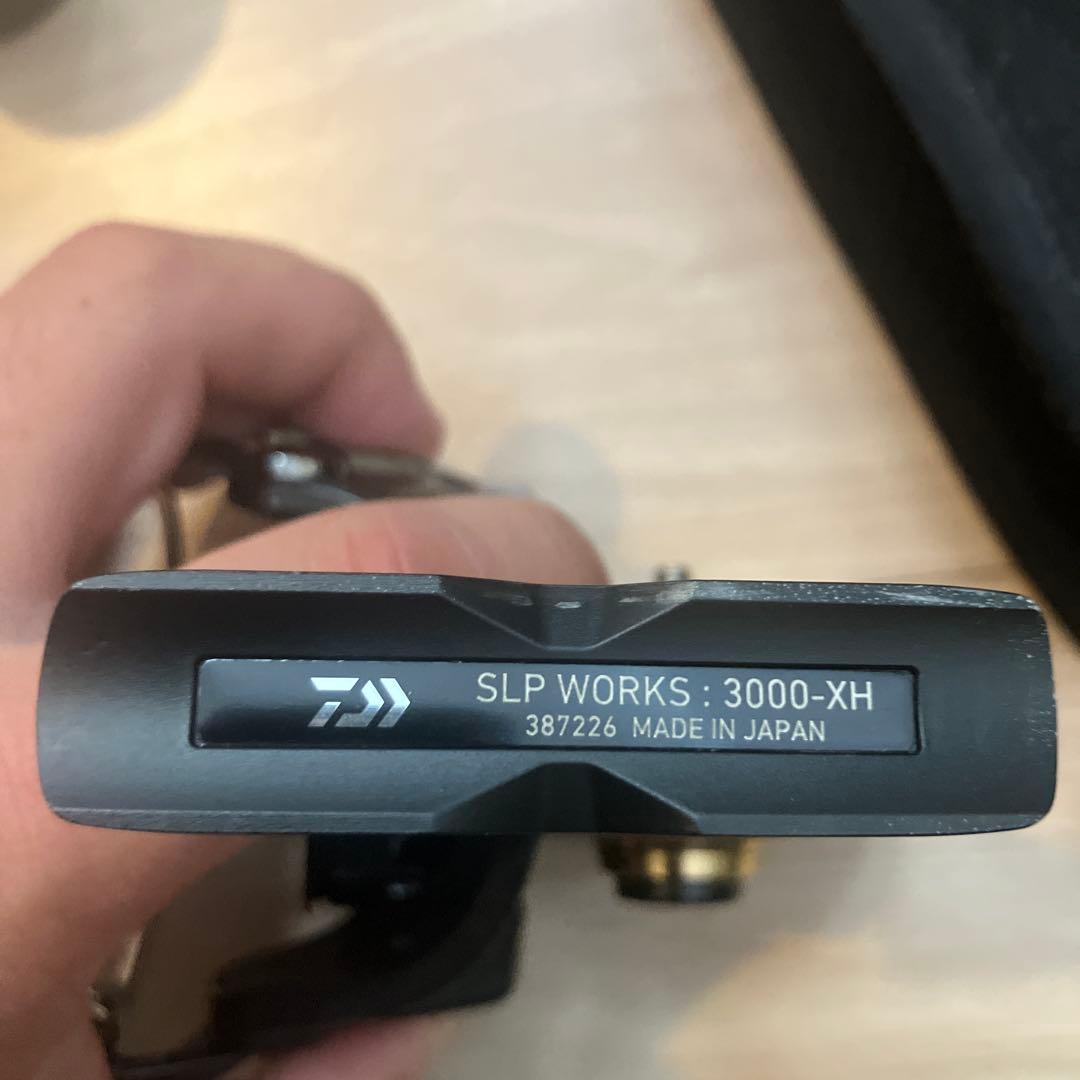 SLP WORKS : 3000-XH
387226 MADE IN JAPAN